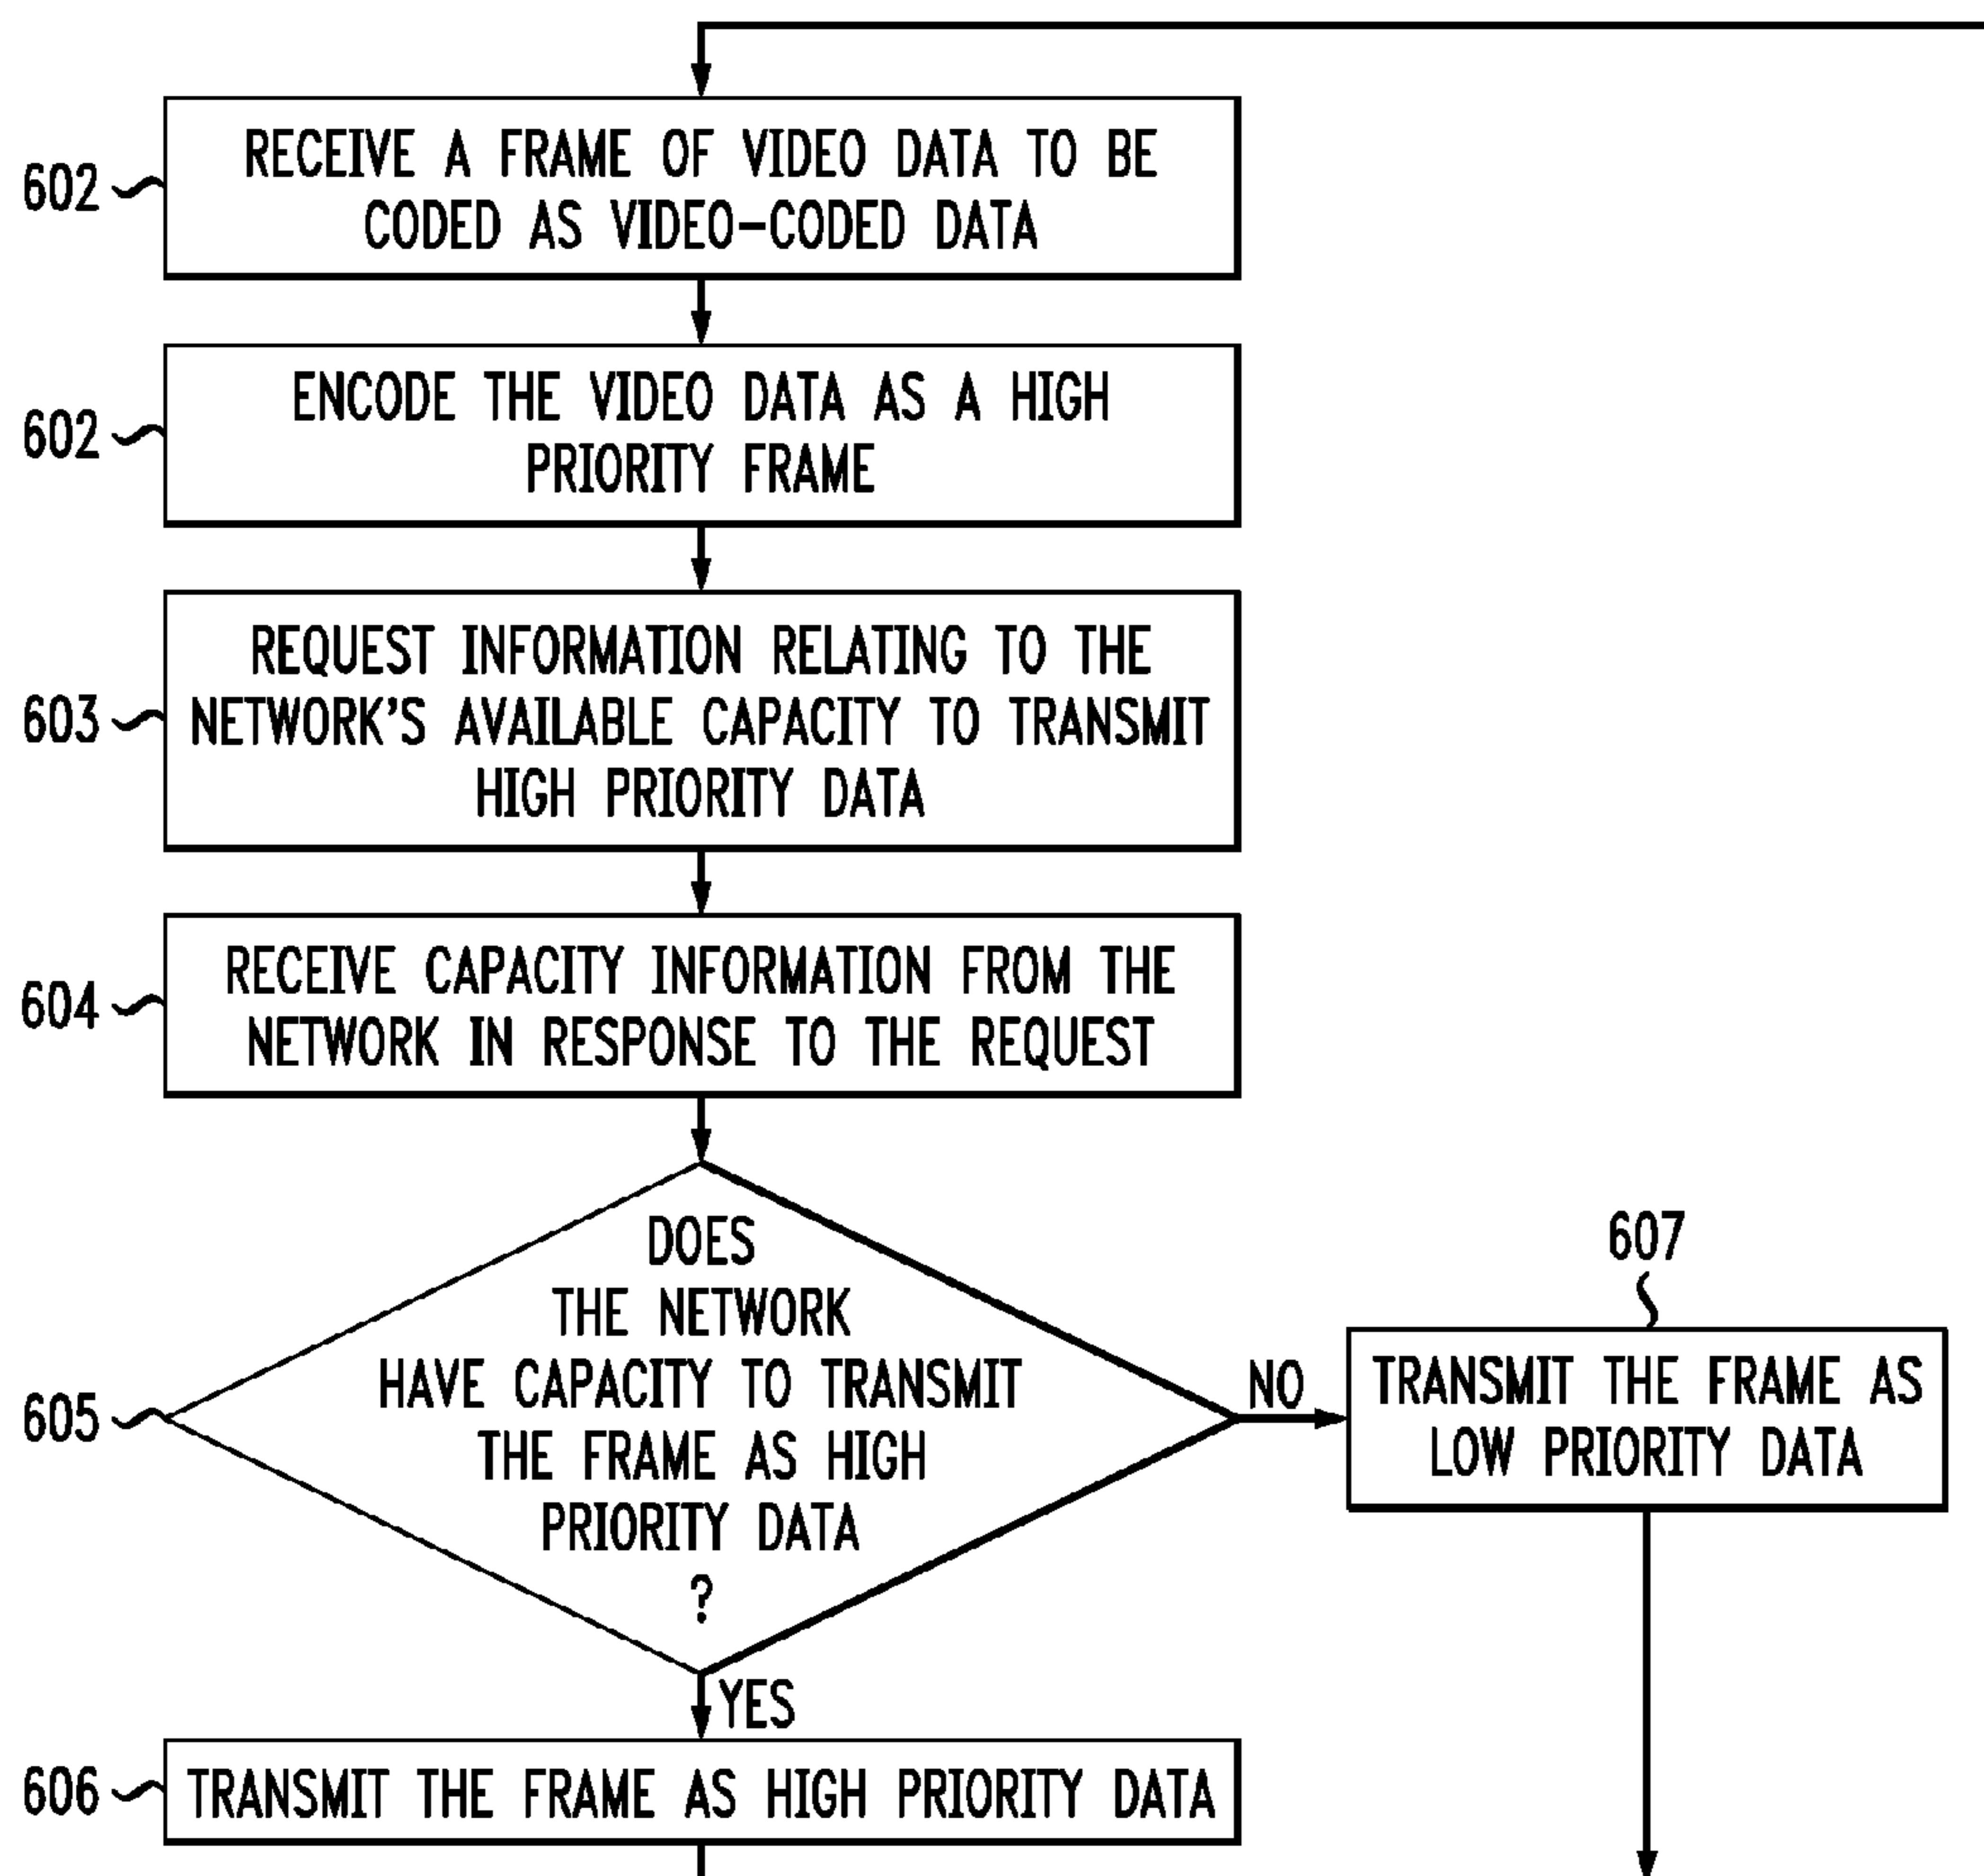 602
RECEIVE A FRAME OF VIDEO DATA TO BE
CODED AS VIDEO-CODED DATA
602
ENCODE THE VIDEO DATA AS A HIGH
PRIORITY FRAME
603
REQUEST INFORMATION RELATING TO THE
NETWORK'S AVAILABLE CAPACITY TO TRANSMIT
HIGH PRIORITY DATA
604
RECEIVE CAPACITY INFORMATION FROM THE
NETWORK IN RESPONSE TO THE REQUEST
605
DOES
THE NETWORK
HAVE CAPACITY TO TRANSMIT
THE FRAME AS HIGH
PRIORITY DATA
?
NO
607
TRANSMIT THE FRAME AS
LOW PRIORITY DATA
YES
606
TRANSMIT THE FRAME AS HIGH PRIORITY DATA